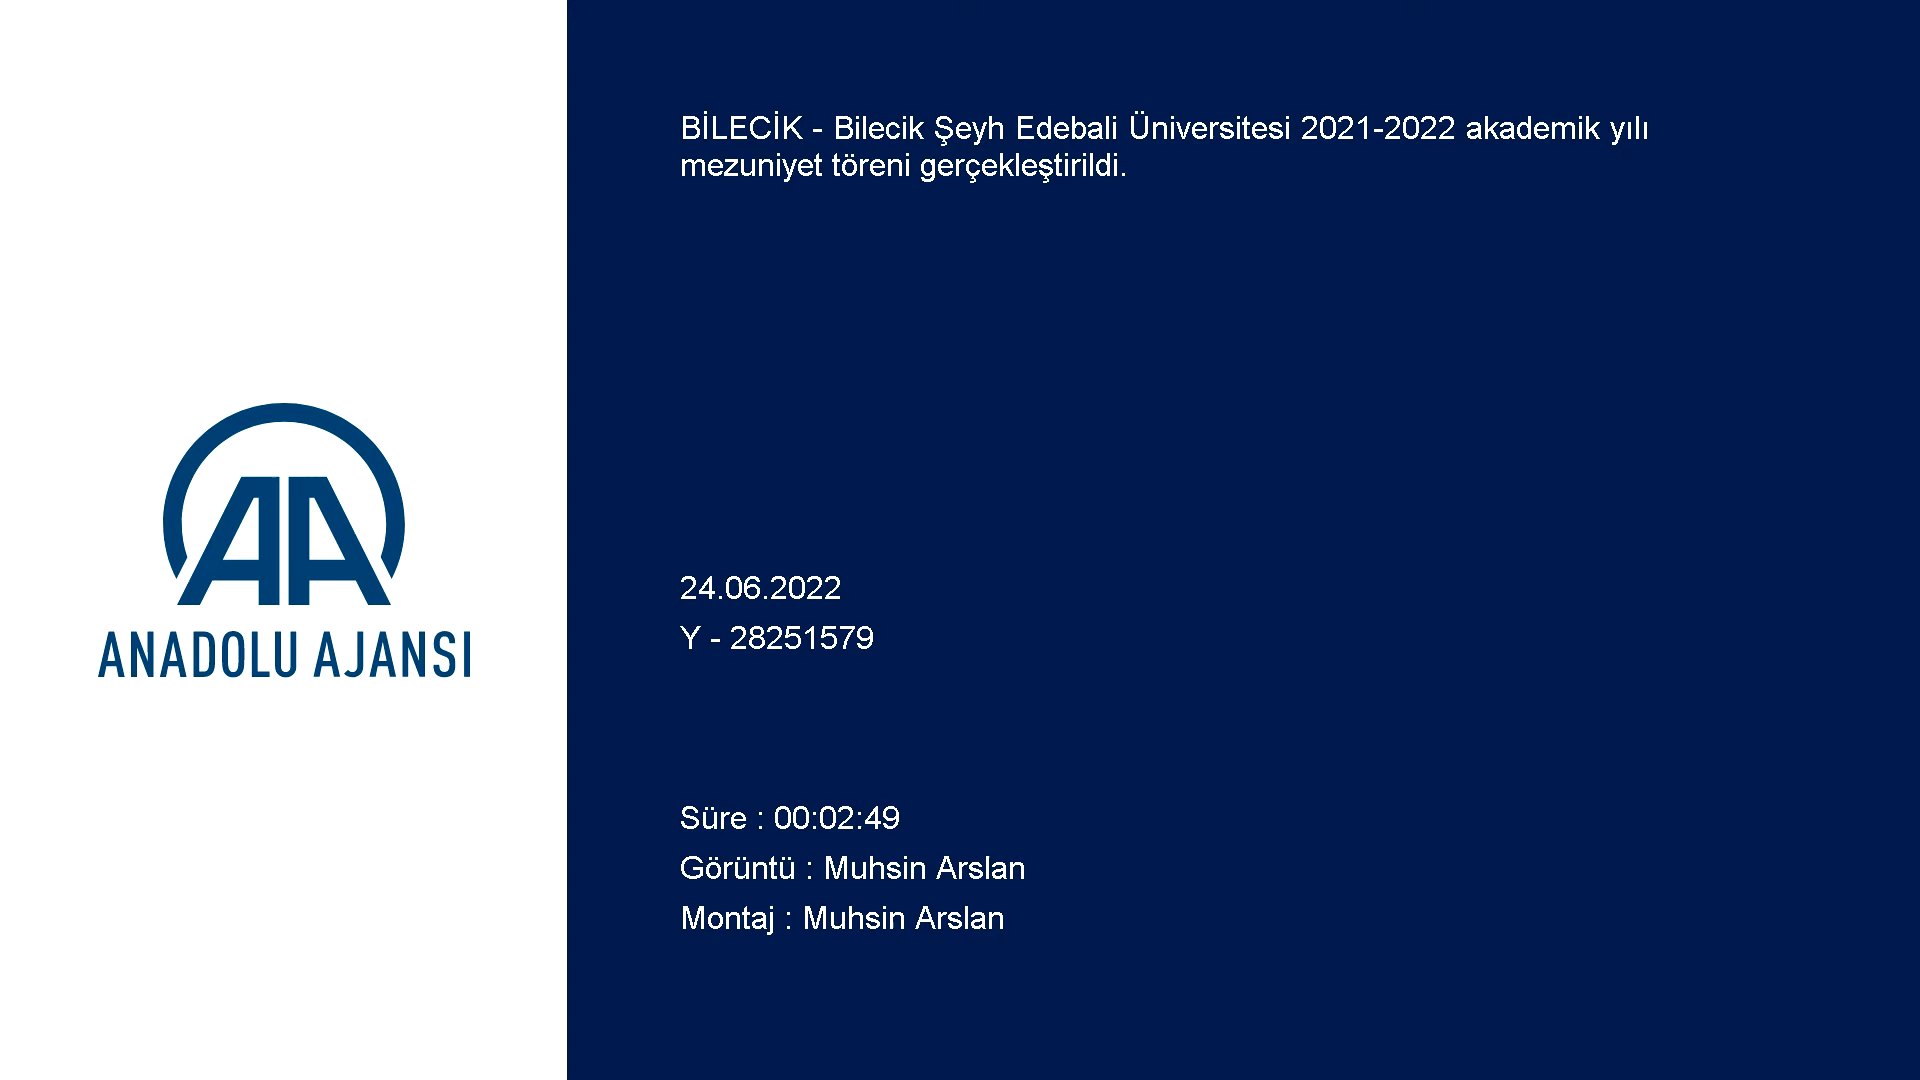 BİLECİK - Bilecik Şeyh Edebali Üniversitesi 2021-2022 akademik yılı
mezuniyet töreni gerçekleştirildi.
AA
ANADOLU AJANSI
24.06.2022
Y - 28251579
Süre : 00:02:49
Görüntü : Muhsin Arslan
Montaj : Muhsin Arslan